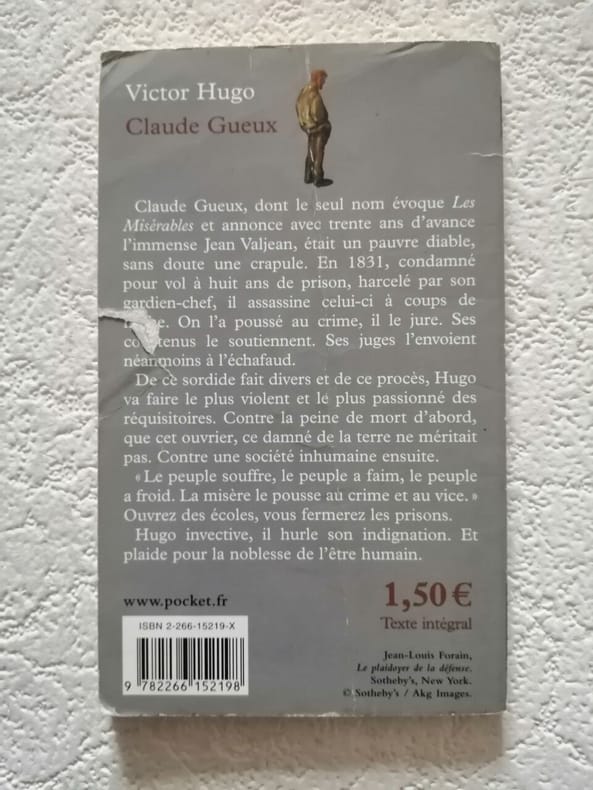 Victor Hugo
Claude Gueux
Claude Gueux, dont le seul nom évoque Les
Misérables et annonce avec trente ans d'avance
l'immense Jean Valjean, était un pauvre diable,
sans doute une crapule. En 1831, condamné
pour vol à huit ans de prison, harcelé par son
gardien-chef, il assassine celui-ci à coups de
On l'a poussé au crime, il le jure. Ses
le soutiennent. Ses juges l'envoient
néanmoins à l'échafaud.
De ce sordide fait divers et de ce procès, Hugo
va faire le plus violent et le plus passionné des
réquisitoires. Contre la peine de mort d'abord,
que cet ouvrier, ce damné de la terre ne méritait
pas. Contre une société inhumaine ensuite.
« Le peuple souffre, le peuple a faim, le peuple
a froid. La misère le pousse au crime et au vice. »
Ouvrez des écoles, vous fermerez les prisons.
Hugo invective, il hurle son indignation. Et
plaide pour la noblesse de l'être humain.
www.pocket.fr
1,50 €
Texte intégral
ISBN 2-266-15219-X
9 782266 152198
Jean-Louis Forain,
Le plaidoyer de la défense.
Sotheby's, New York.
© Sotheby's / Akg Images.